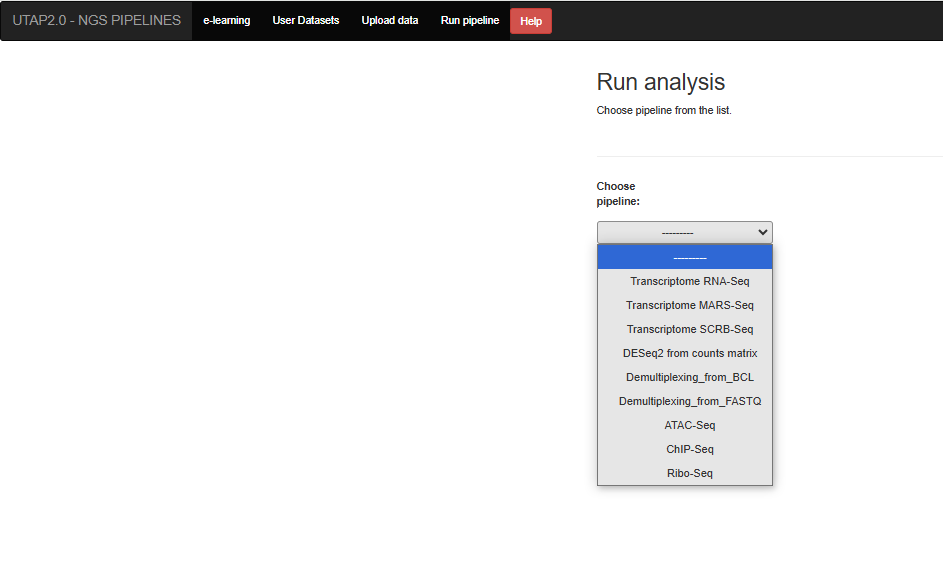 UTAP2.0 - NGS PIPELINES e-learning User Datasets Upload data Run pipeline Help
Run analysis
Choose pipeline from the list.
Choose
pipeline:
---------
---------
Transcriptome RNA-Seq
Transcriptome MARS-Seq
Transcriptome SCRB-Seq
DESeq2 from counts matrix
Demultiplexing_from_BCL
Demultiplexing_from_FASTQ
ATAC-Seq
ChIP-Seq
Ribo-Seq